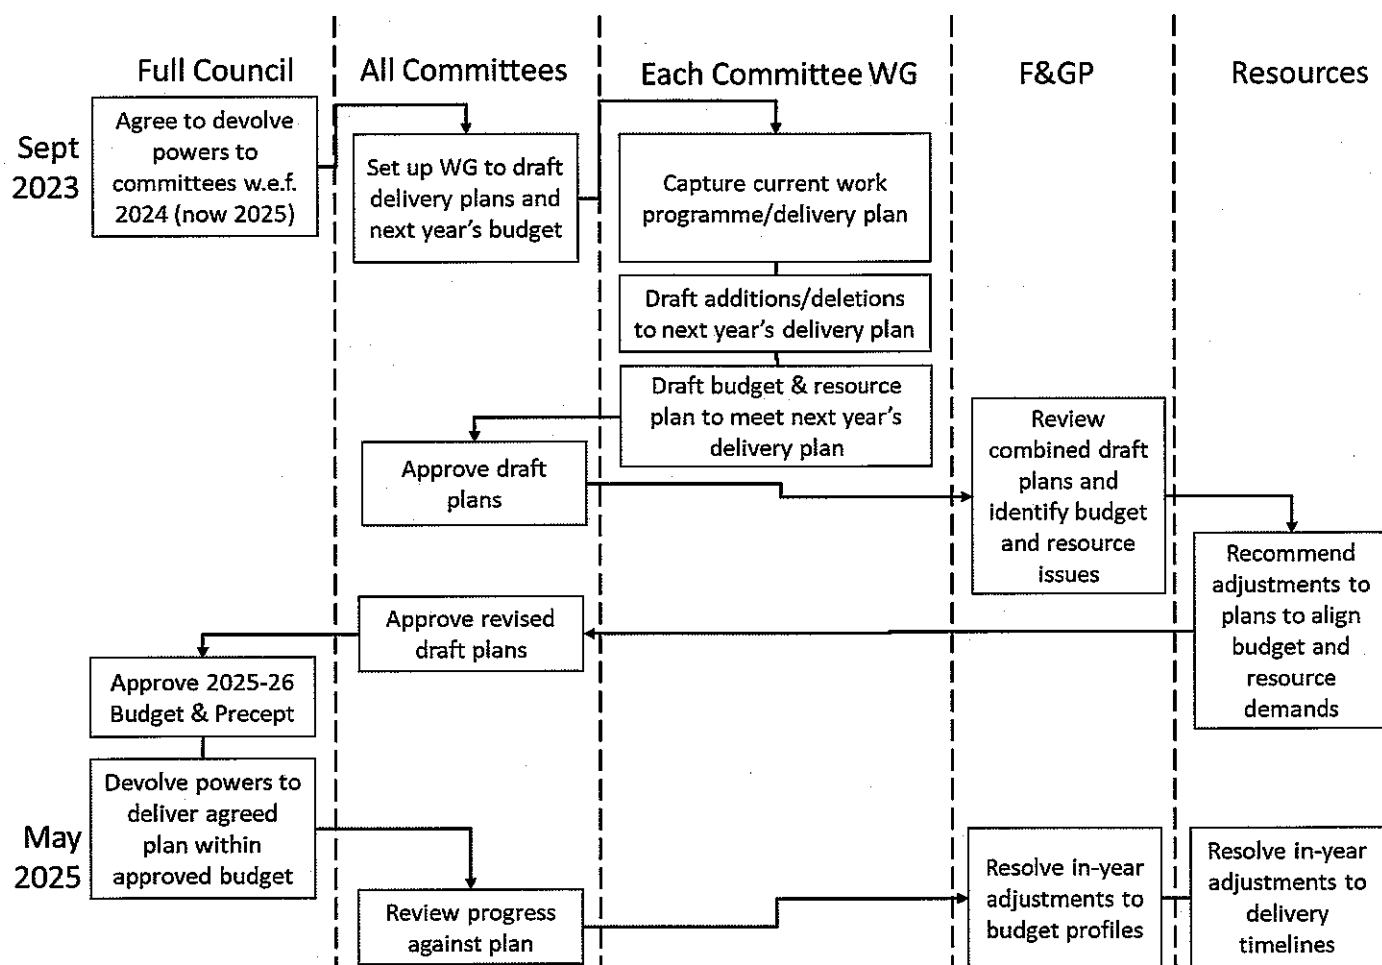 Full Council
All Committees
Each Committee WG
F&GP
Resources
Sept
2023
Agree to devolve
powers to
committees w.e.f.
2024 (now 2025)
Set up WG to draft
delivery plans and
next year's budget
Capture current work
programme/delivery plan
Draft additions/deletions
to next year's delivery plan
Draft budget & resource
plan to meet next year's
delivery plan
Approve draft
plans
Review
combined draft
plans and
identify budget
and resource
issues
Recommend
adjustments to
plans to align
budget and
resource
demands
Approve revised
draft plans
Approve 2025-26
Budget & Precept
May
2025
Devolve powers to
deliver agreed
plan within
approved budget
Review progress
against plan
Resolve in-year
adjustments to
budget profiles
Resolve in-year
adjustments to
delivery
timelines